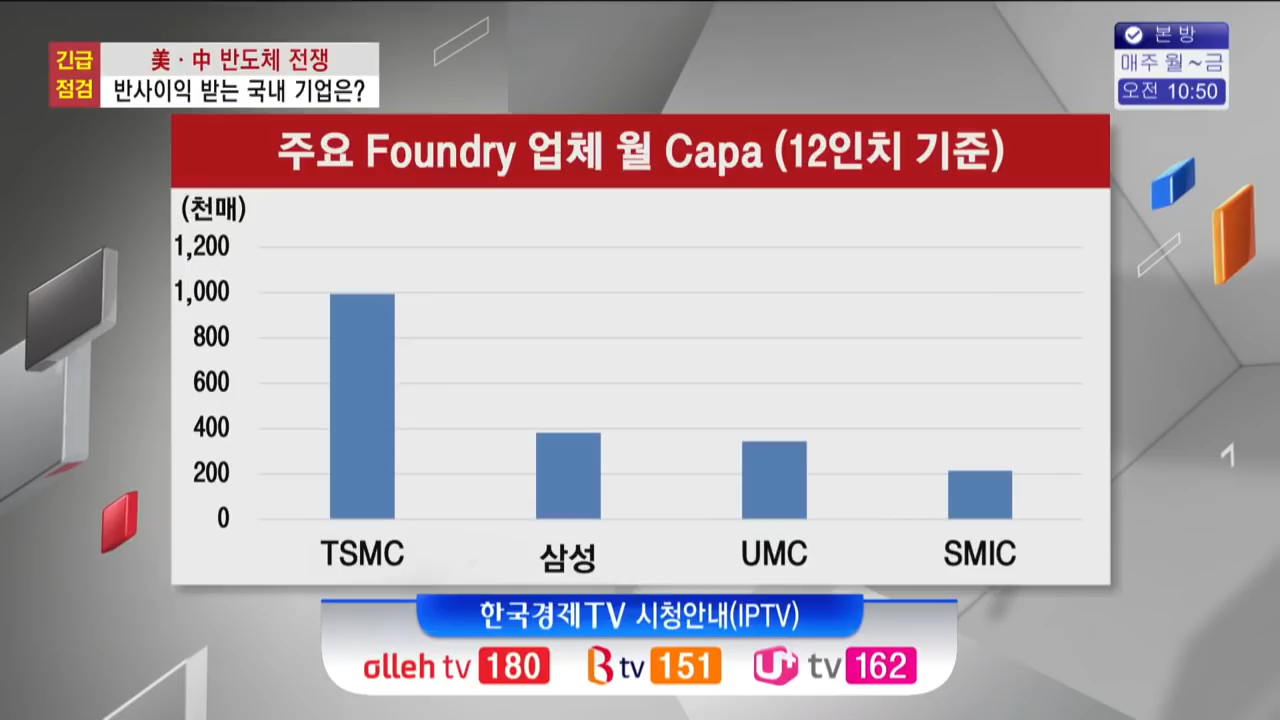 긴급
점검
美·中 반도체 전쟁
반사이익 받는 국내 기업은?
본 방
매주 월~금
오전 10:50
주요 Foundry 업체 월 Capa (12인치 기준)
(천매)
1,200
1,000
800
600
400
200
0
TSMC 삼성 UMC SMIC
한국경제TV 시청안내(IPTV)
alleh tv 180 B tv 151 U+ tv 162